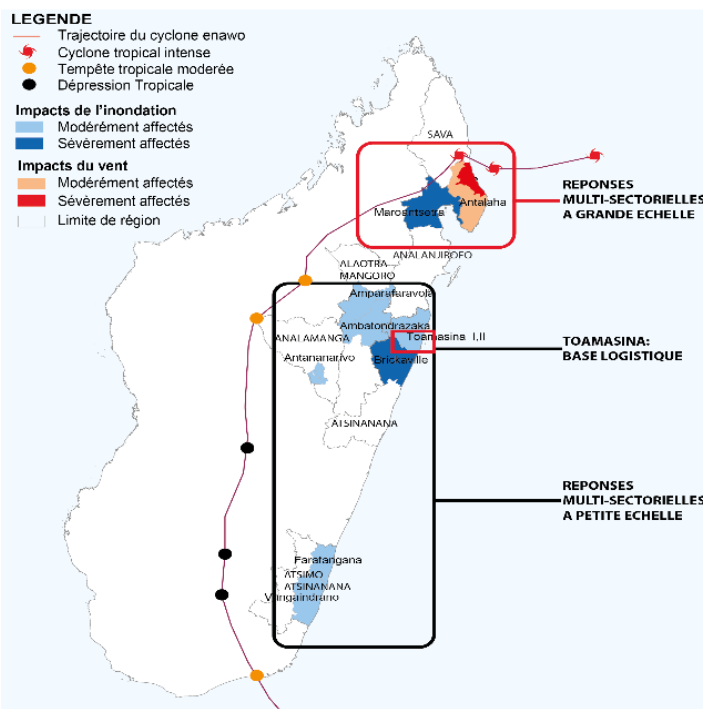 LEGENDE
Trajectoire du cyclone enawo
Cyclone tropical intense
Tempête tropicale moderée
Dépression Tropicale
Impacts de l'inondation
Modérément affectés
Sévèrement affectés
Impacts du vent
Modérément affectés
Sévèrement affectés
Limite de région
SAVA
Antalaha
Maroantsetra
REPONSES
MULTI-SECTORIELLES
A GRANDE ECHELLE
ANALANJIROFO
ALAOTRA
MANGORO
Amparafaravola
Ambatondrazaka
ANALAMANGA
Toamasina I,II
TOAMASINA:
BASE LOGISTIQUE
Antananarivo
Brickaville
ATSINANANA
REPONSES
MULTI-SECTORIELLES
A PETITE ECHELLE
Farafangana
ATSIMO
ATSINANANA
Vangaindrano